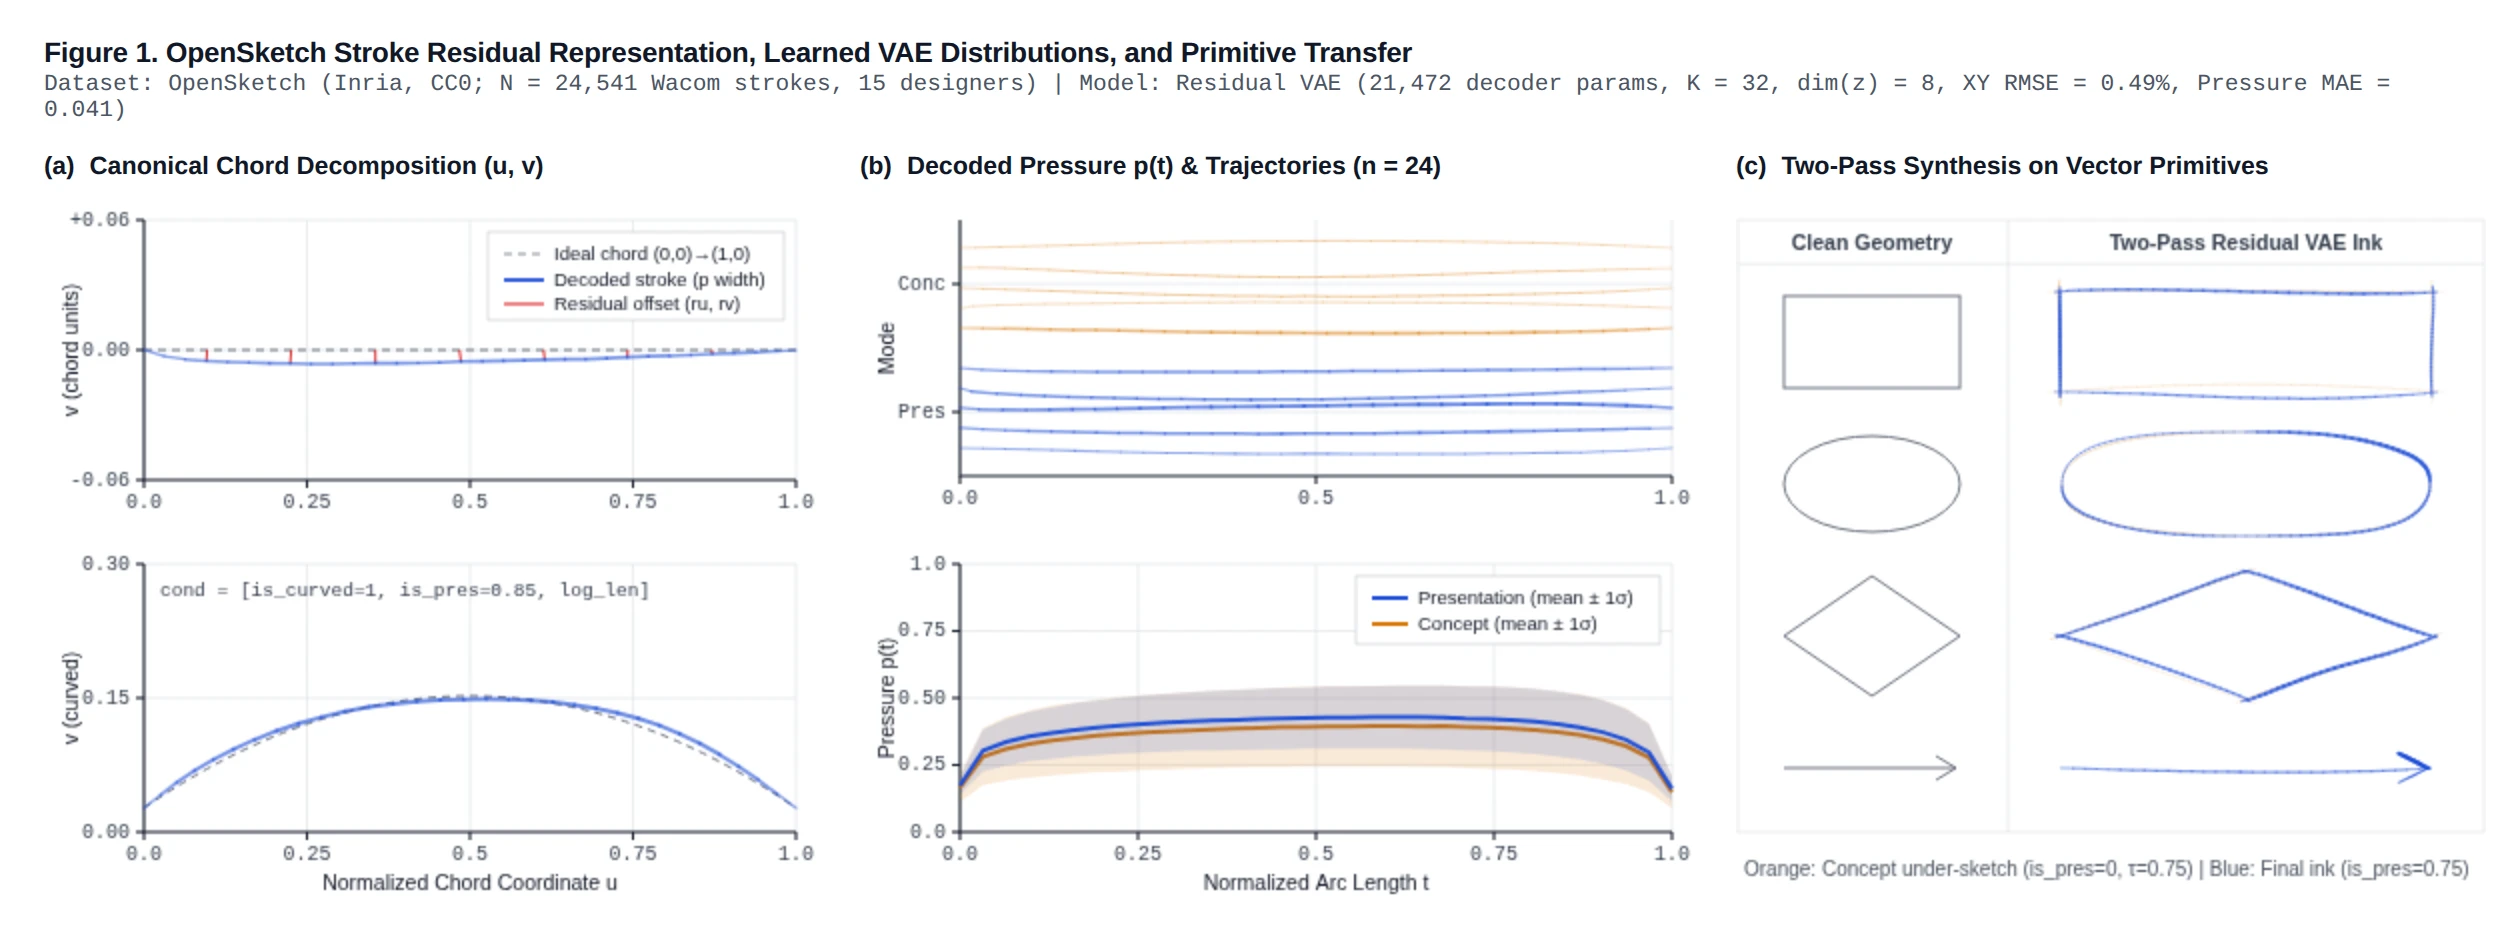 Figure 1. OpenSketch Stroke Residual Representation, Learned VAE Distributions, and Primitive Transfer
Dataset: OpenSketch (Inria, CC0; N = 24,541 Wacom strokes, 15 designers) | Model: Residual VAE (21,472 decoder params, K = 32, dim(z) = 8, XY RMSE = 0.49%, Pressure MAE =
0.041)
(a) Canonical Chord Decomposition (u, v)
+0.06
0.00
-0.06
v (chord units)
Ideal chord (0,0)→(1,0)
Decoded stroke (p width)
Residual offset (ru, rv)
0.0 0.25 0.5 0.75 1.0
0.30
0.15
0.00
v (curved)
cond = [is_curved=1, is_pres=0.85, log_len]
0.0 0.25 0.5 0.75 1.0
Normalized Chord Coordinate u
(b) Decoded Pressure p(t) & Trajectories (n = 24)
Conc
Pres
Mode
0.0 0.5 1.0
1.0
0.75
0.50
0.25
0.0
Pressure p(t)
Presentation (mean ± 1σ)
Concept (mean ± 1σ)
0.0 0.25 0.5 0.75 1.0
Normalized Arc Length t
(c) Two-Pass Synthesis on Vector Primitives
Clean Geometry Two-Pass Residual VAE Ink
Orange: Concept under-sketch (is_pres=0, τ=0.75) | Blue: Final ink (is_pres=0.75)